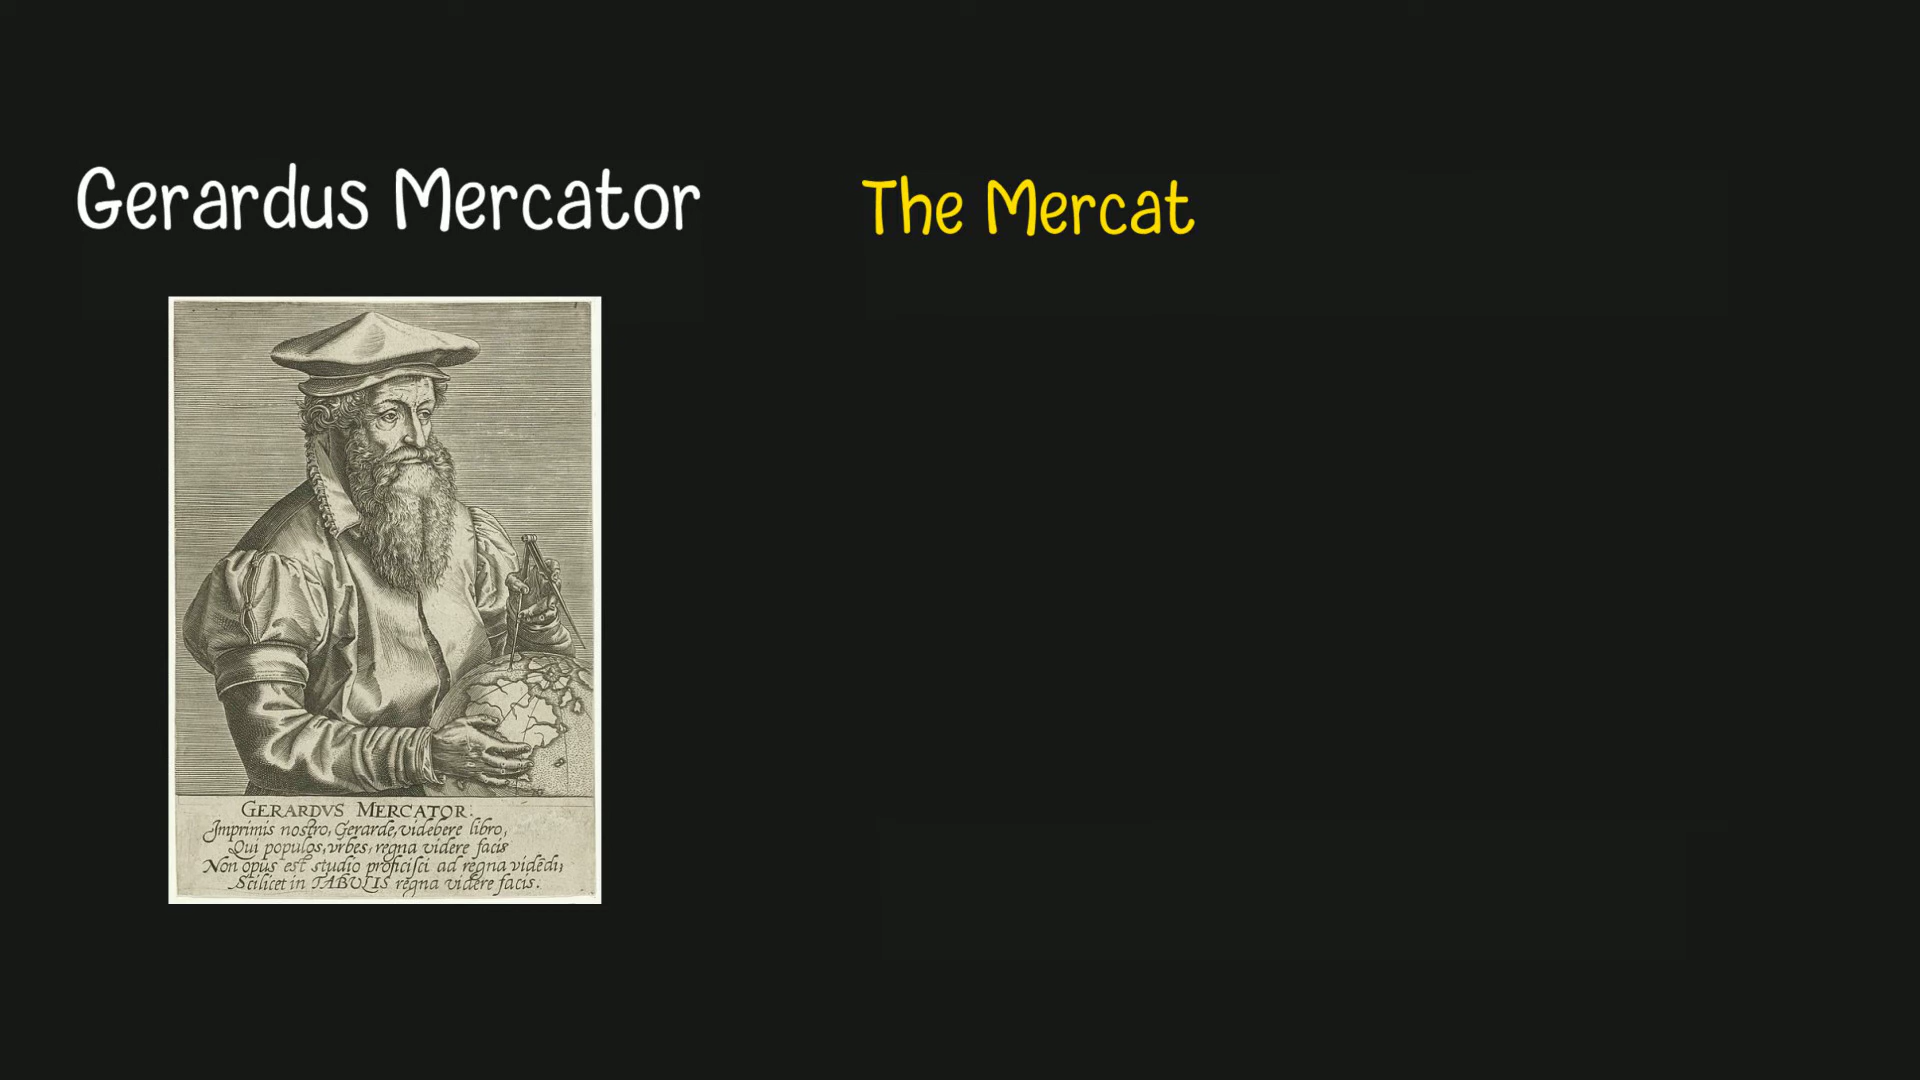 Gerardus Mercator
The Mercat
GERARDVS MERCATOR.
Imprimis nostro, Gerarde, videbere libro,
Qui populos, vrbes, regna videre facis
Non opus est studio proficisci ad regna vidēdi;
Scilicet in TABULIS regna videre facis.